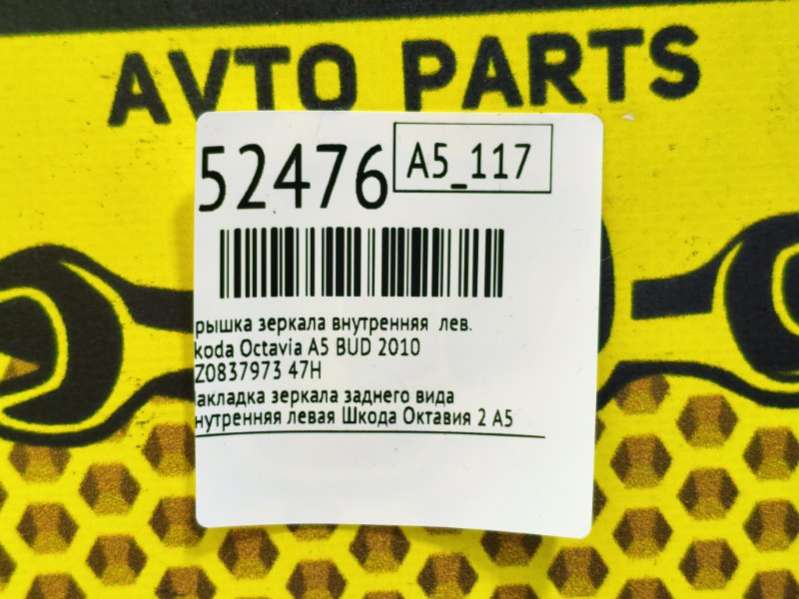 AVTO PARTS
52476
A5_117
рышка зеркала внутренняя лев.
koda Octavia A5 BUD 2010
Z0837973 47H
акладка зеркала заднего вида
нутренняя левая Шкода Октавия 2 А5